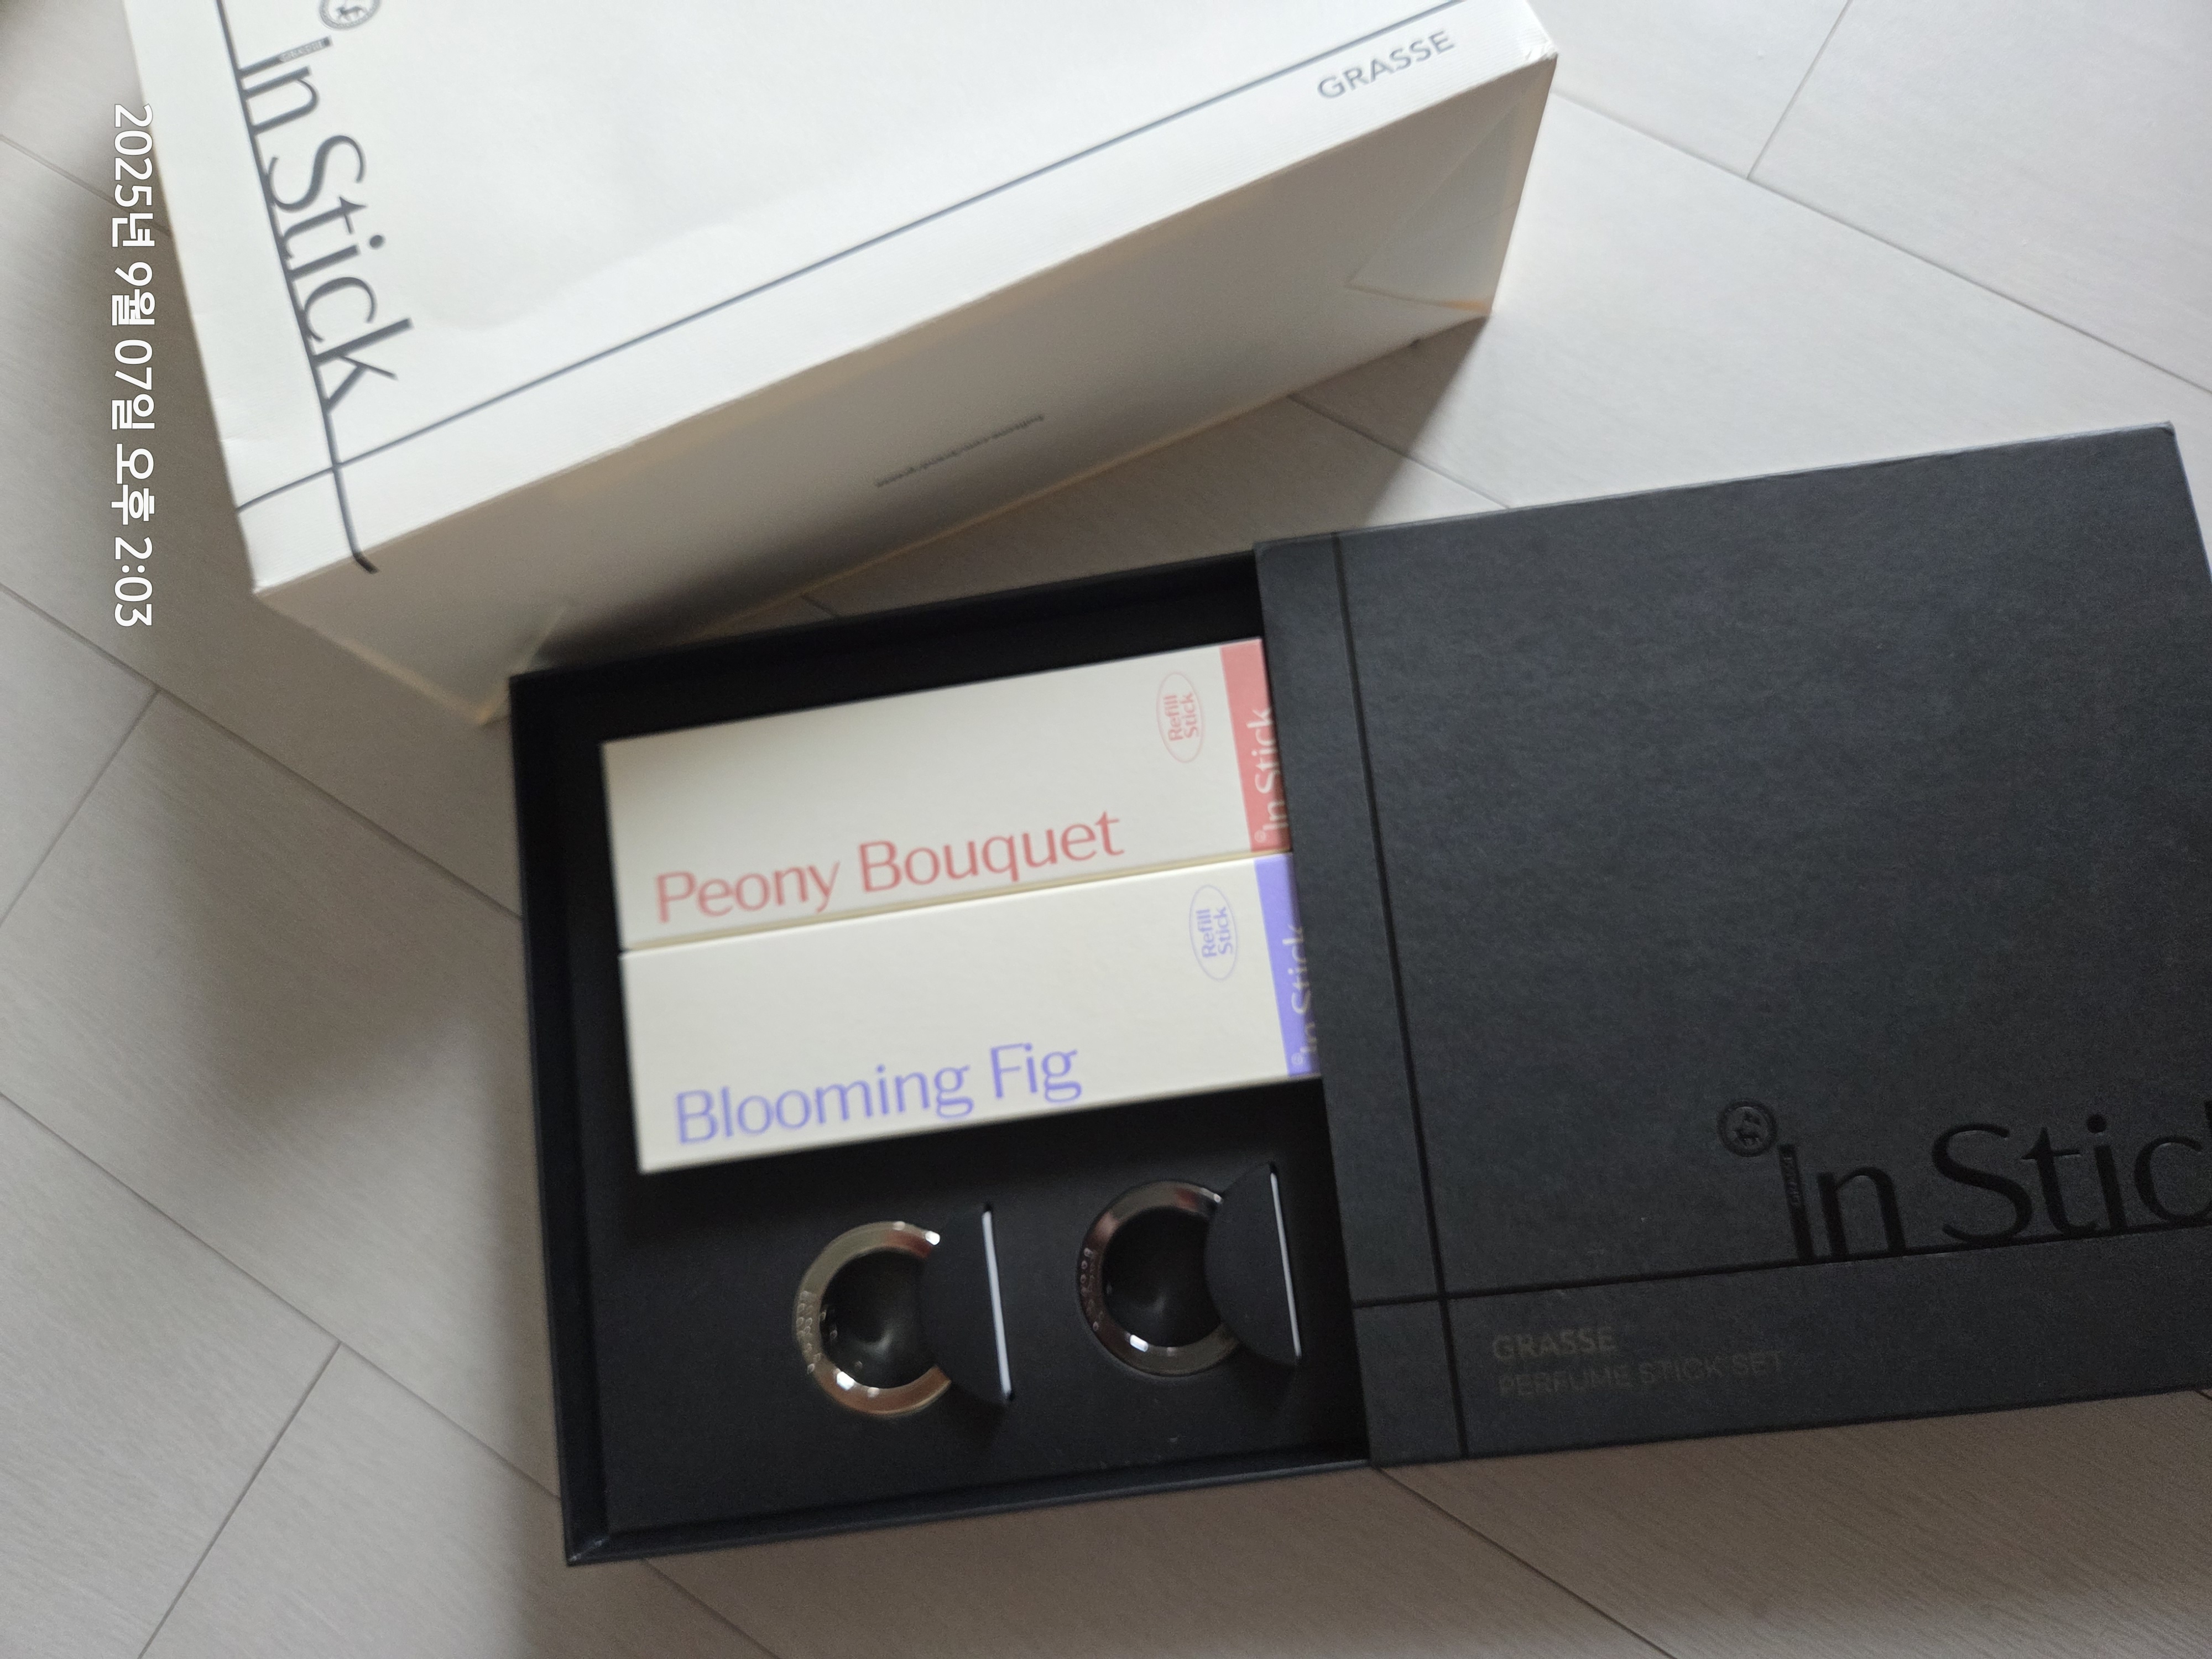 2025년 9월 07일 오후 2:03
In Stick
GRASSE
Refill
Stick
In Stick
Peony Bouquet
Refill
Stick
In Stick
Blooming Fig
In Stic
GRASSE
PERFUME STICK SET